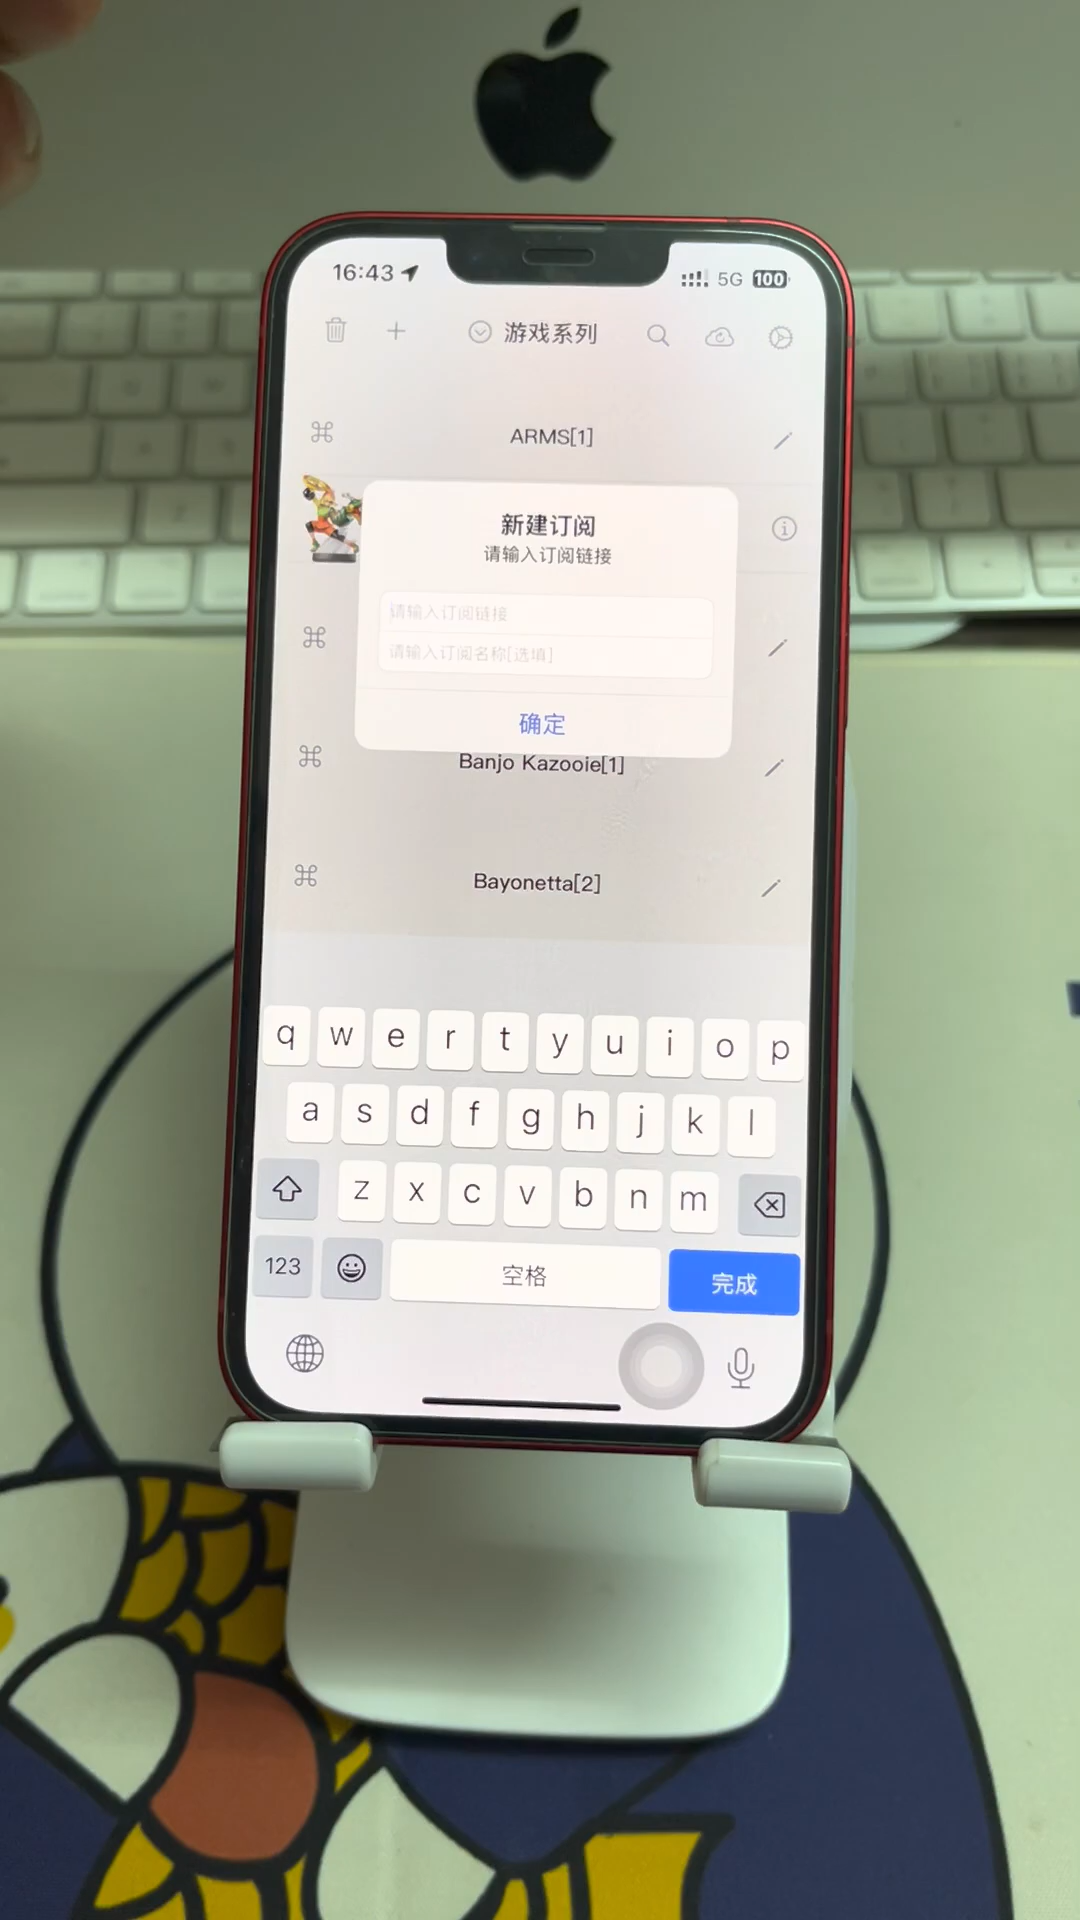 16:43
5G
100
游戏系列
ARMS[1]
新建订阅
请输入订阅链接
请输入订阅链接
请输入订阅名称[选填]
确定
Banjo Kazooie[1]
Bayonetta[2]
q w e r t y u i o p
a s d f g h j k l
z x c v b n m
123
空格
完成